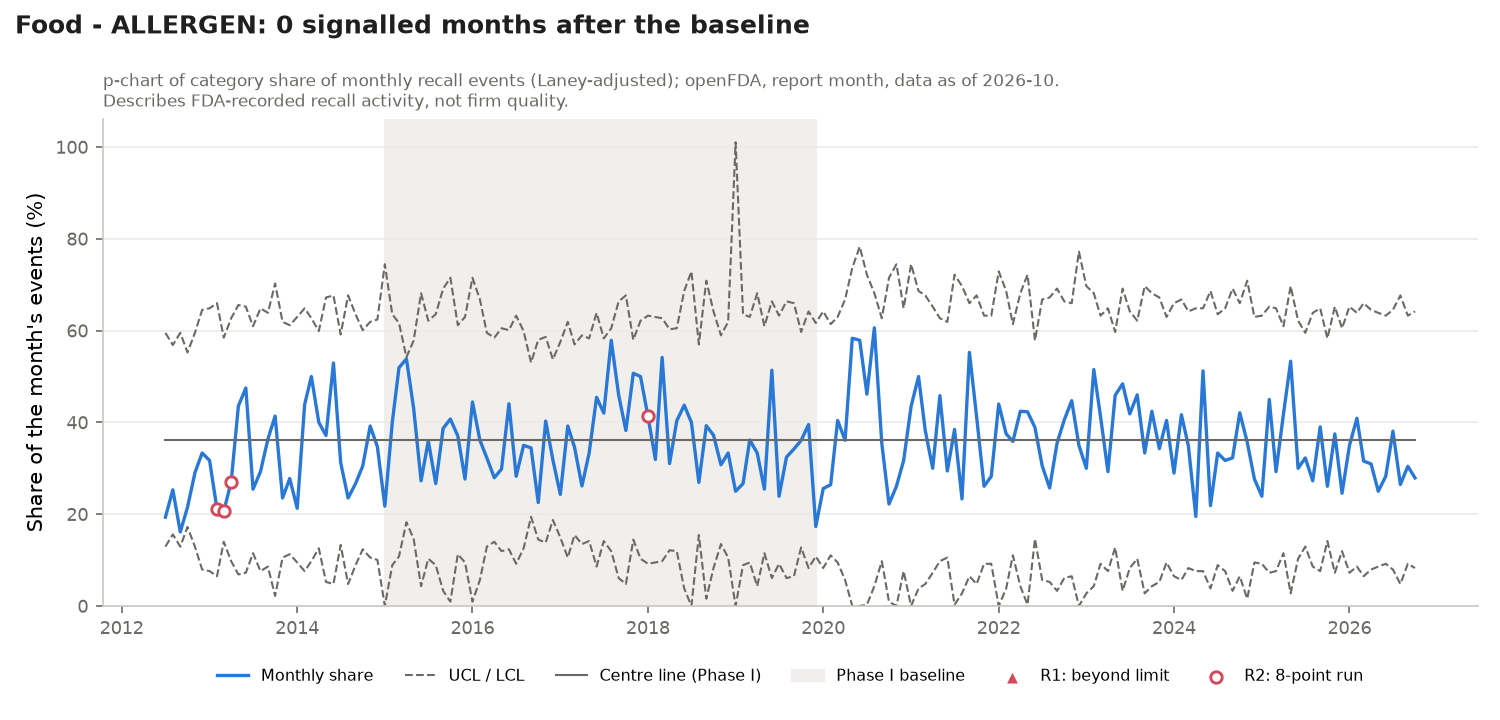 Food - ALLERGEN: 0 signalled months after the baseline
p-chart of category share of monthly recall events (Laney-adjusted); openFDA, report month, data as of 2026-10.
Describes FDA-recorded recall activity, not firm quality.
Share of the month's events (%)
100
80
60
40
20
0
2012 2014 2016 2018 2020 2022 2024 2026
Monthly share UCL / LCL Centre line (Phase I) Phase I baseline R1: beyond limit R2: 8-point run